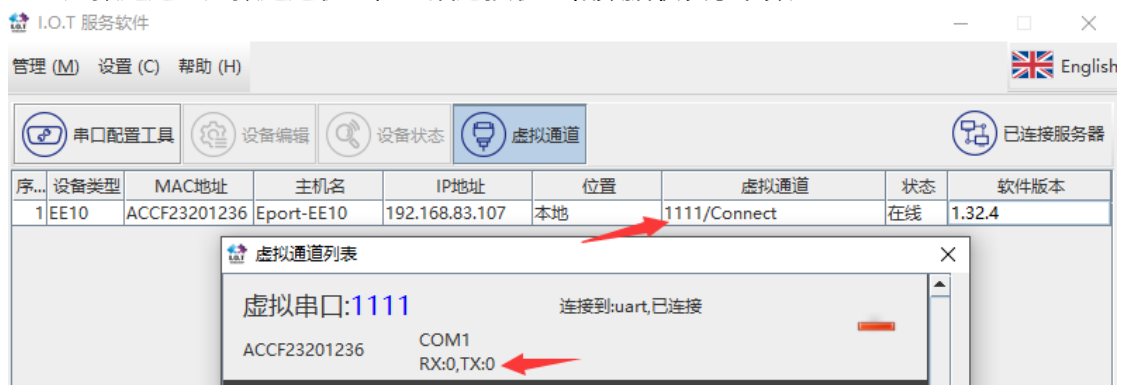 I.O.T 服务软件
管理 (M) 设置 (C) 帮助 (H) English
串口配置工具 设备编辑 设备状态 虚拟通道 已连接服务器
序... 设备类型 MAC地址 主机名 IP地址 位置 虚拟通道 状态 软件版本
1 EE10 ACCF23201236 Eport-EE10 192.168.83.107 本地 1111/Connect 在线 1.32.4
虚拟通道列表
虚拟串口:1111 连接到:uart,已连接
ACCF23201236 COM1
RX:0,TX:0